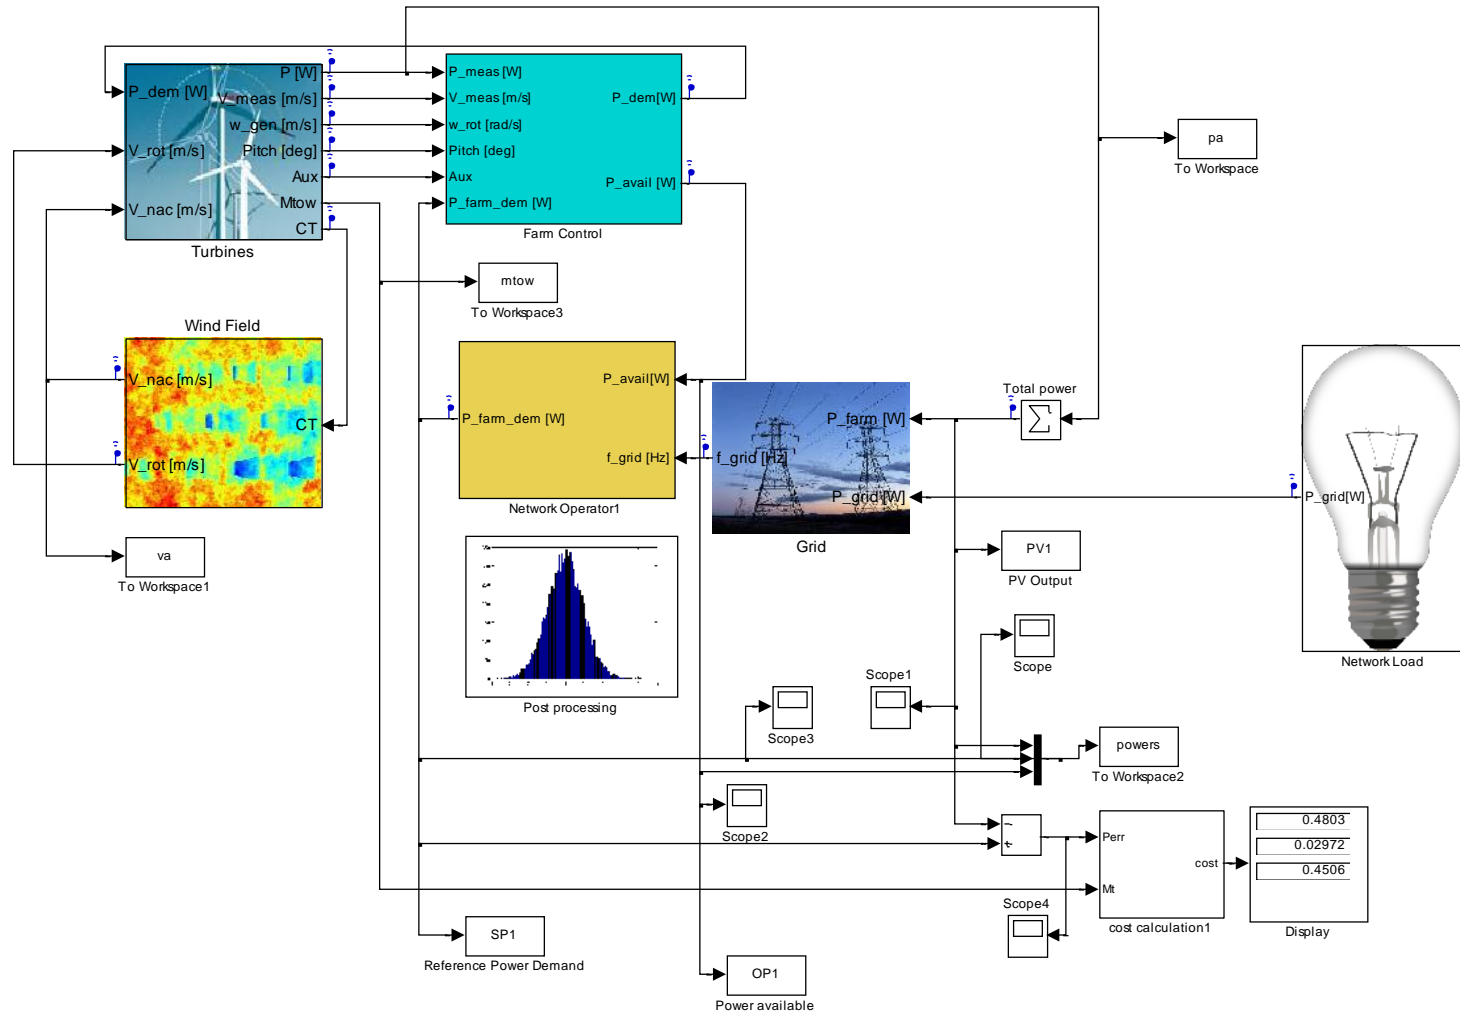 P_dem [W]
V_rot [m/s]
V_nac [m/s]
P [W]
V_meas [m/s]
w_gen [m/s]
Pitch [deg]
Aux
Mtow
CT
Turbines
P_meas [W]
V_meas [m/s]
w_rot [rad/s]
Pitch [deg]
Aux
P_farm_dem [W]
P_dem[W]
P_avail [W]
Farm Control
pa
To Workspace
mtow
To Workspace3
Wind Field
V_nac [m/s]
V_rot [m/s]
CT
va
To Workspace1
P_avail[W]
P_farm_dem [W]
f_grid [Hz]
Network Operator1
P_farm [W]
f_grid [Hz]
P_grid [W]
Grid
Total power
Σ
P_grid[W]
Network Load
PV1
PV Output
Scope
Scope1
Post processing
Scope3
powers
To Workspace2
Scope2
−
+
Perr
Mt
cost
cost calculation1
0.4803
0.02972
0.4506
Display
Scope4
SP1
Reference Power Demand
OP1
Power available